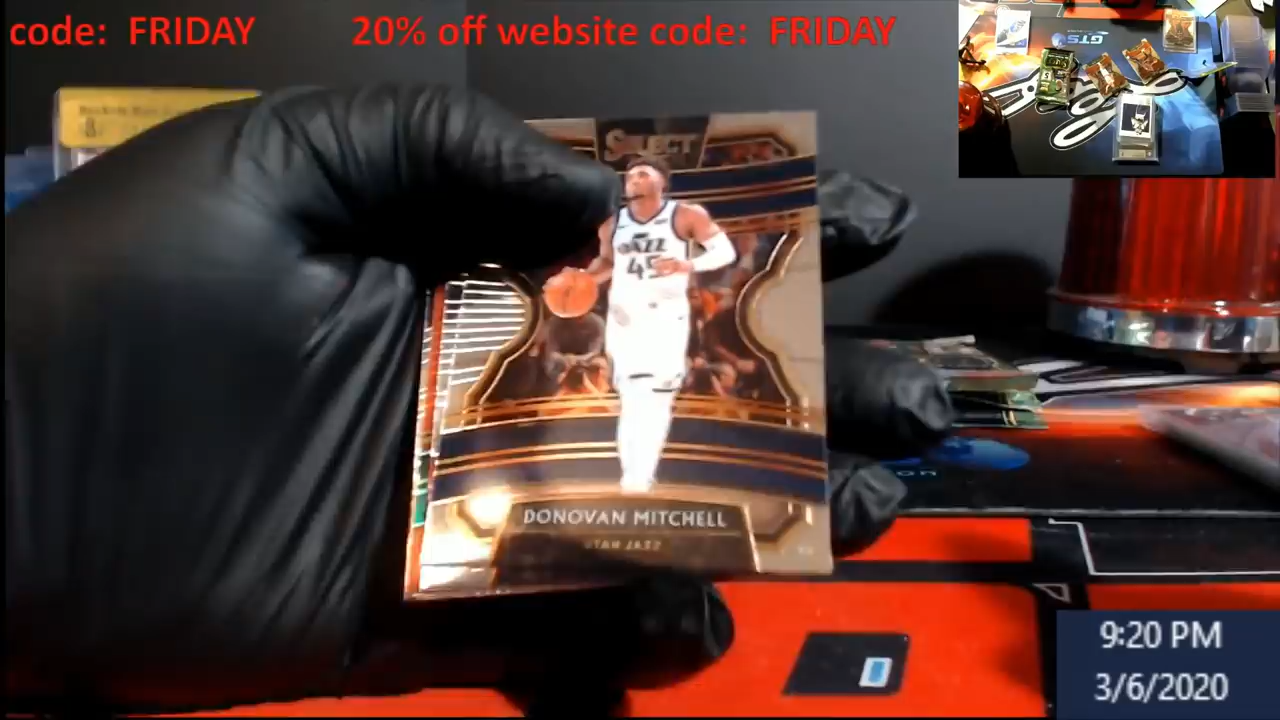 code: FRIDAY 20% off website code: FRIDAY
GTS
SELECT
JAZZ
45
DONOVAN MITCHELL
UTAH JAZZ
9:20 PM
3/6/2020